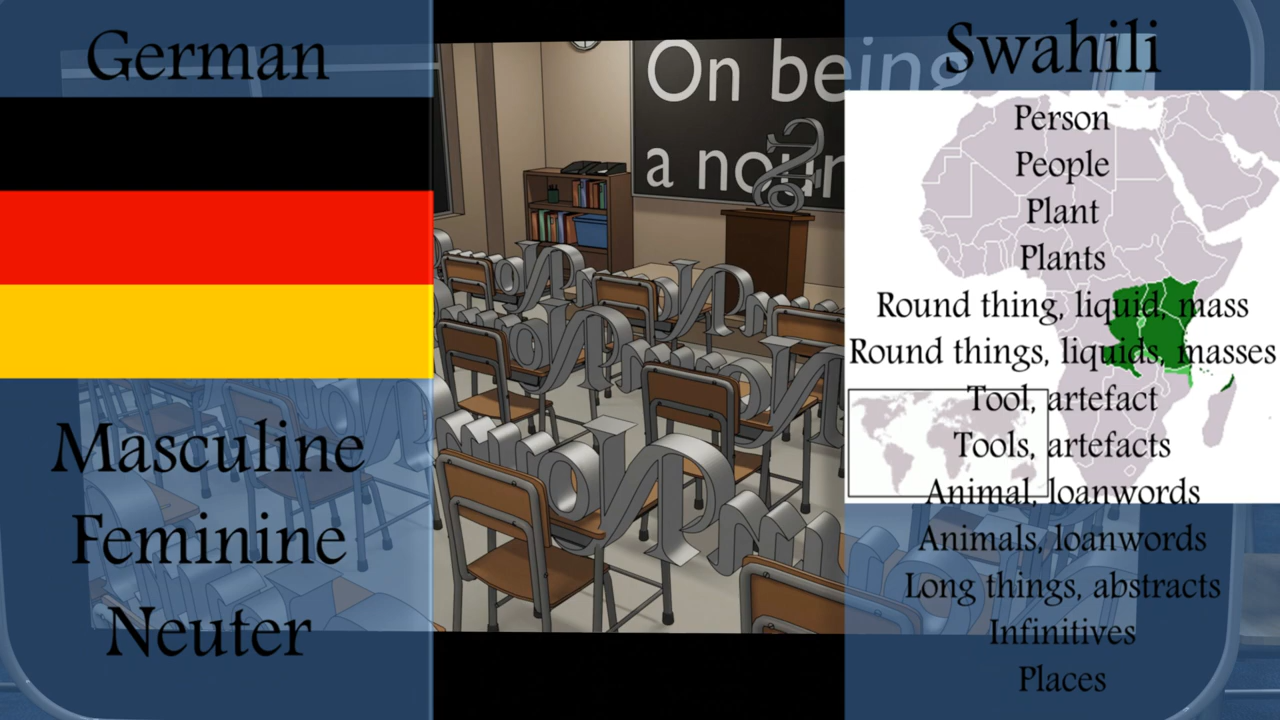 German
Masculine
Feminine
Neuter
On being
a noun
Swahili
Person
People
Plant
Plants
Round thing, liquid, mass
Round things, liquids, masses
Tool, artefact
Tools, artefacts
Animal, loanwords
Animals, loanwords
Long things, abstracts
Infinitives
Places